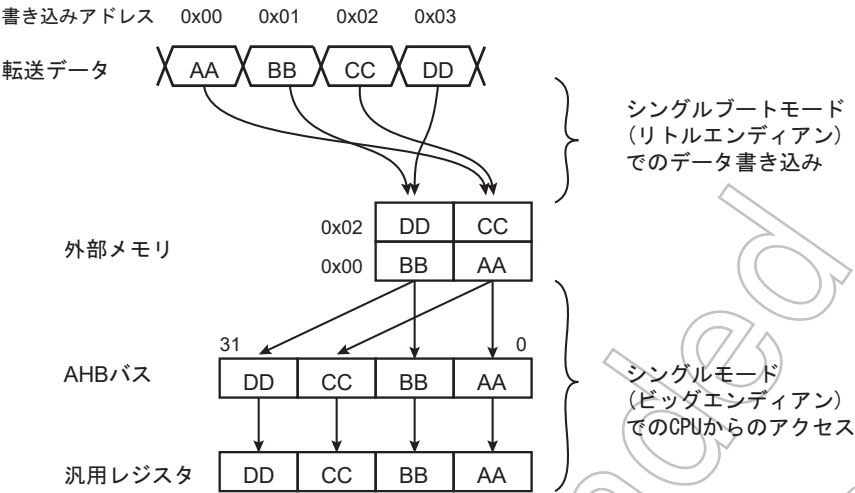 書き込みアドレス 0x00 0x01 0x02 0x03
転送データ AA BB CC DD
シングルブートモード
(リトルエンディアン)
でのデータ書き込み
外部メモリ
0x02 DD CC
0x00 BB AA
31 0
AHBバス DD CC BB AA
シングルモード
(ビッグエンディアン)
でのCPUからのアクセス
汎用レジスタ DD CC BB AA